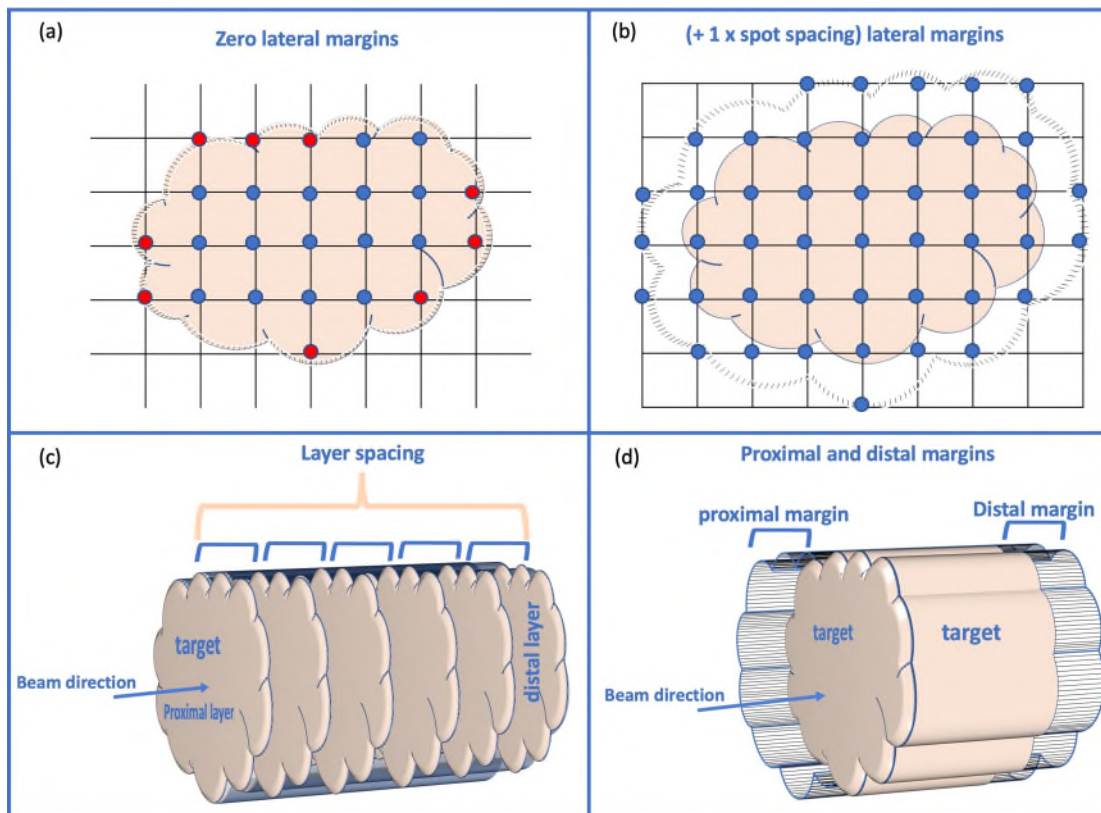 (a)
Zero lateral margins
(b)
(+ 1 x spot spacing) lateral margins
(c)
Layer spacing
target
Beam direction
Proximal layer
distal layer
(d)
Proximal and distal margins
proximal margin
Distal margin
target
target
Beam direction